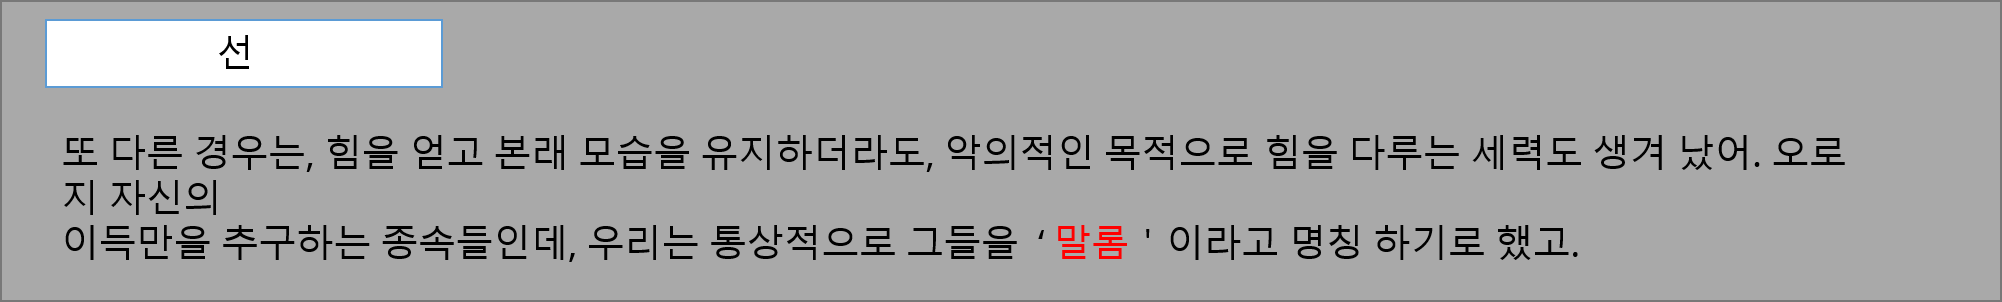 선
또 다른 경우는, 힘을 얻고 본래 모습을 유지하더라도, 악의적인 목적으로 힘을 다루는 세력도 생겨 났어. 오로
지 자신의
이득만을 추구하는 종속들인데, 우리는 통상적으로 그들을 ‘말롬' 이라고 명칭 하기로 했고.